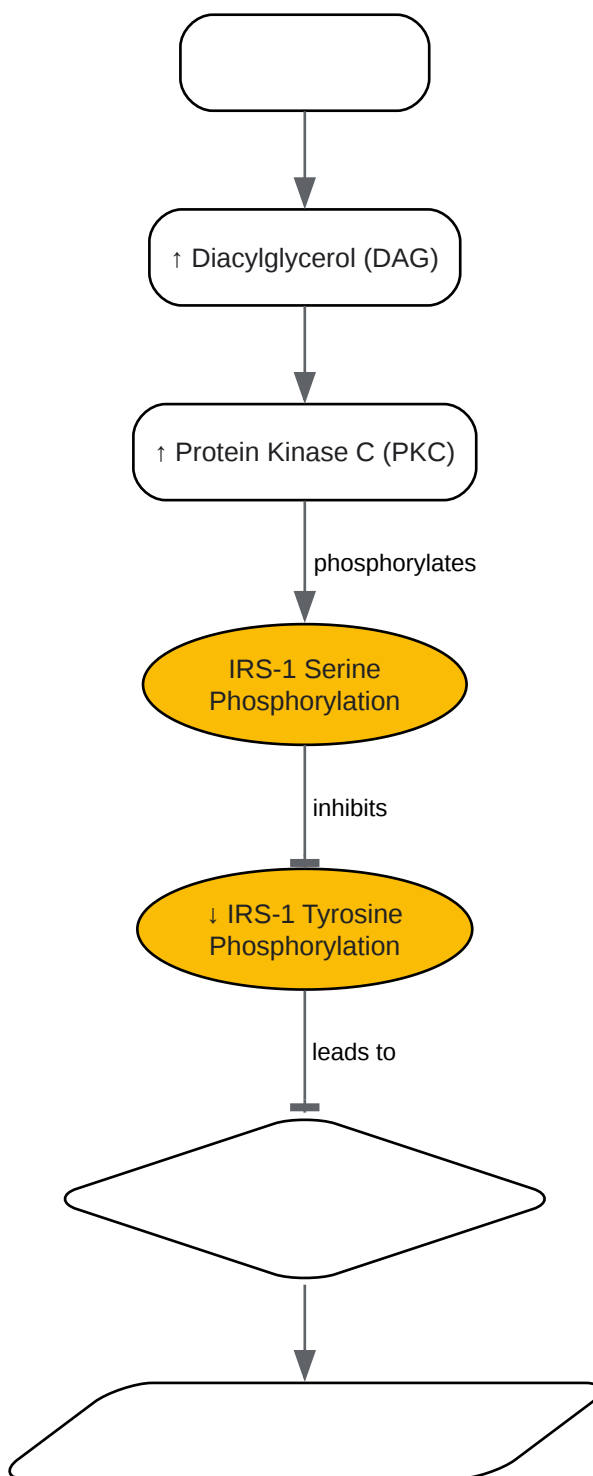 ↑ Diacylglycerol (DAG)
↑ Protein Kinase C (PKC)
phosphorylates
IRS-1 Serine
Phosphorylation
inhibits
↓ IRS-1 Tyrosine
Phosphorylation
leads to